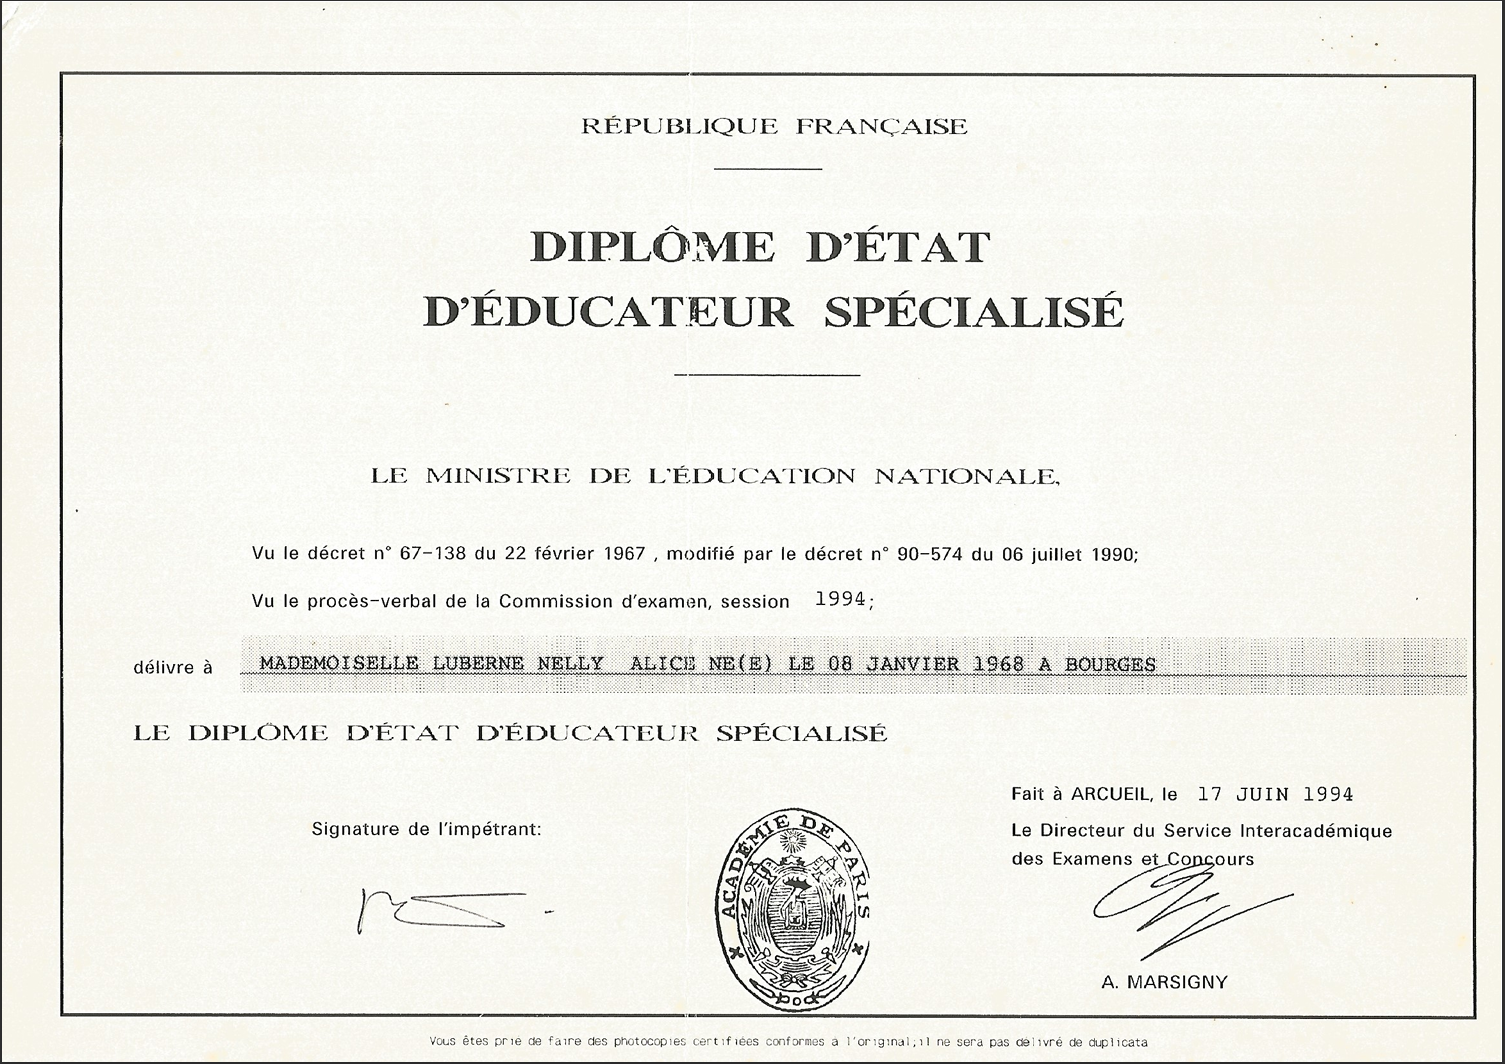 RÉPUBLIQUE FRANÇAISE
DIPLÔME D'ÉTAT
D'ÉDUCATEUR SPÉCIALISÉ
LE MINISTRE DE L'ÉDUCATION NATIONALE,
Vu le décret n° 67-138 du 22 février 1967 , modifié par le décret n° 90-574 du 06 juillet 1990;
Vu le procès-verbal de la Commission d'examen, session 1994;
délivre à MADEMOISELLE LUBERNE NELLY ALICE NE(E) LE 08 JANVIER 1968 A BOURGES
LE DIPLÔME D'ÉTAT D'ÉDUCATEUR SPÉCIALISÉ
Fait à ARCUEIL, le 17 JUIN 1994
Signature de l'impétrant:
Le Directeur du Service Interacadémique
des Examens et Concours
ACADÉMIE DE PARIS
A. MARSIGNY
Vous êtes prié de faire des photocopies certifiées conformes à l'original;il ne sera pas délivré de duplicata